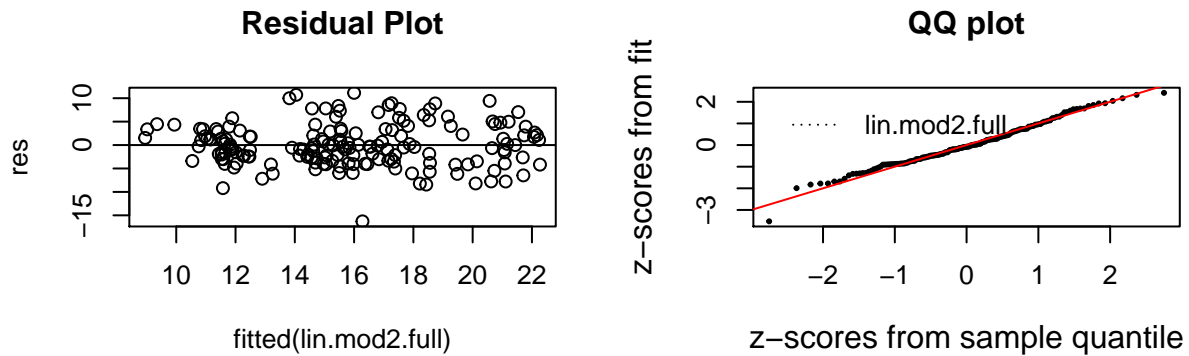 Residual Plot
res
10
0
−15
10 12 14 16 18 20 22
fitted(lin.mod2.full)
QQ plot
z−scores from fit
2
0
−3
lin.mod2.full
−2 −1 0 1 2
z−scores from sample quantile